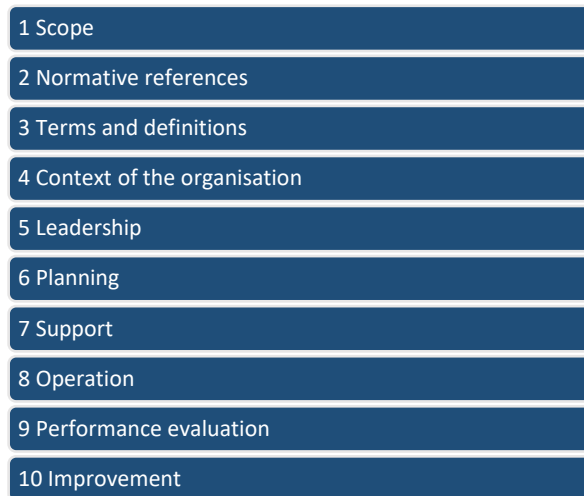 1 Scope
2 Normative references
3 Terms and definitions
4 Context of the organisation
5 Leadership
6 Planning
7 Support
8 Operation
9 Performance evaluation
10 Improvement